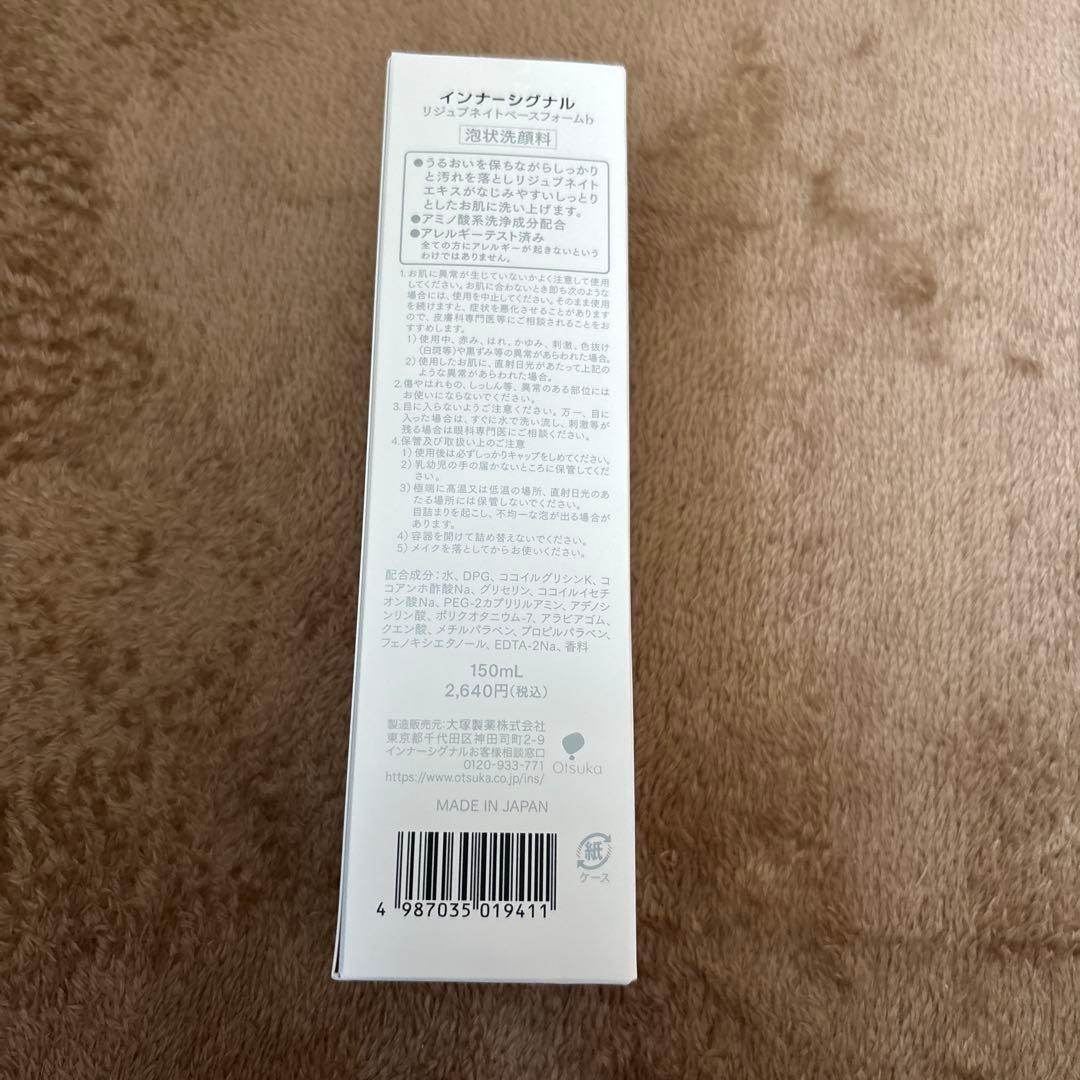 インナーシグナル
リジュブネイトベースフォームb
泡状洗顔料
●うるおいを保ちながらしっかり
と汚れを落としリジュブネイト
エキスがなじみやすいしっとり
としたお肌に洗い上げます。
●アミノ酸系洗浄成分配合
●アレルギーテスト済み
全ての方にアレルギーが起きないという
わけではありません。
1.お肌に異常が生じていないかよく注意して使用
してください。お肌に合わないとき即ち次のような
場合には、使用を中止してください。そのまま使用
を続けますと、症状を悪化させることがあります
ので、皮膚科専門医等にご相談されることをお
すすめします。
1）使用中、赤み、はれ、かゆみ、刺激、色抜け
(白斑等)や黒ずみ等の異常があらわれた場合。
2）使用したお肌に、直射日光があたって上記の
ような異常があらわれた場合。
2.傷やはれもの、しっしん等、異常のある部位には
お使いにならないでください。
3.目に入らないようご注意ください。万一、目に
入った場合は、すぐに水で洗い流し、刺激等が
残る場合は眼科専門医にご相談ください。
4.保管及び取扱い上のご注意
1）使用後は必ずしっかりキャップをしめてください。
2）乳幼児の手の届かないところに保管してくだ
さい。
3）極端に高温又は低温の場所、直射日光のあ
たる場所には保管しないでください。
目詰まりを起こし、不均一な泡が出る場合が
あります。
4）容器を開けて詰め替えないでください。
5）メイクを落としてからお使いください。
配合成分：水、DPG、ココイルグリシンK、コ
コアンホ酢酸Na、グリセリン、ココイルイセチ
オン酸Na、PEG-2カプリリルアミン、アデノシ
ンリン酸、ポリクオタニウム-7、アラビアゴム、
クエン酸、メチルパラベン、プロピルパラベン、
フェノキシエタノール、EDTA-2Na、香料
150mL
2,640円(税込)
製造販売元：大塚製薬株式会社
東京都千代田区神田司町2-9
インナーシグナルお客様相談窓口
0120-933-771
https://www.otsuka.co.jp/ins/
Otsuka
MADE IN JAPAN
紙
ケース
4 987035 019411